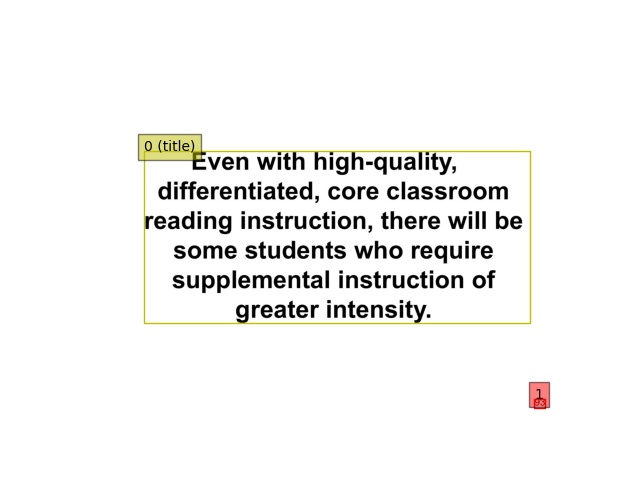 0 (title)
Even with high-quality,
differentiated, core classroom
reading instruction, there will be
some students who require
supplemental instruction of
greater intensity.
1